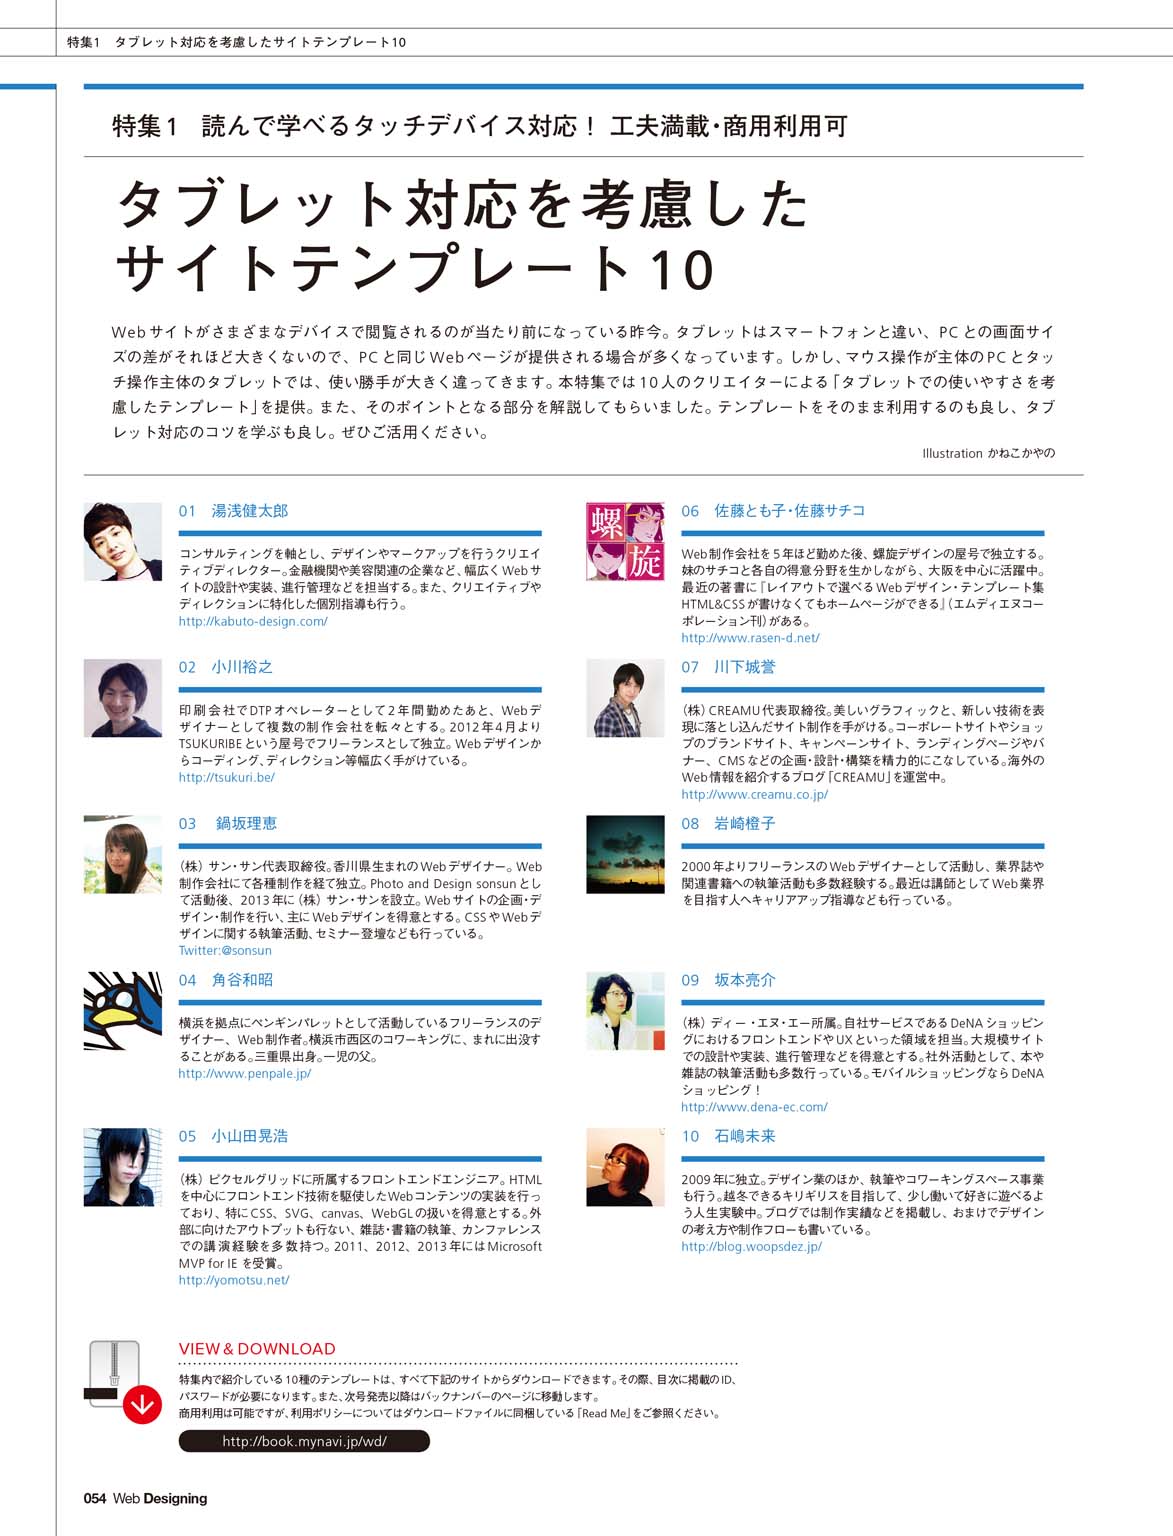 特集1　タブレット対応を考慮したサイトテンプレート10
特集1　読んで学べるタッチデバイス対応！ 工夫満載・商用利用可
タブレット対応を考慮した
サイトテンプレート10
Webサイトがさまざまなデバイスで閲覧されるのが当たり前になっている昨今。タブレットはスマートフォンと違い、PCとの画面サイ
ズの差がそれほど大きくないので、PCと同じWebページが提供される場合が多くなっています。しかし、マウス操作が主体のPCとタッ
チ操作主体のタブレットでは、使い勝手が大きく違ってきます。本特集では10人のクリエイターによる「タブレットでの使いやすさを考
慮したテンプレート」を提供。また、そのポイントとなる部分を解説してもらいました。テンプレートをそのまま利用するのも良し、タブ
レット対応のコツを学ぶも良し。ぜひご活用ください。
Illustration かねこかやの
01　湯浅健太郎
コンサルティングを軸とし、デザインやマークアップを行うクリエイ
ティブディレクター。金融機関や美容関連の企業など、幅広くWebサ
イトの設計や実装、進行管理などを担当する。また、クリエイティブや
ディレクションに特化した個別指導も行う。
http://kabuto-design.com/
02　小川裕之
印刷会社でDTPオペレーターとして2年間勤めたあと、Webデ
ザイナーとして複数の制作会社を転々とする。2012年4月より
TSUKURIBEという屋号でフリーランスとして独立。Webデザインか
らコーディング、ディレクション等幅広く手がけている。
http://tsukuri.be/
03　鍋坂理恵
（株）サン・サン代表取締役。香川県生まれのWebデザイナー。Web
制作会社にて各種制作を経て独立。Photo and Design sonsunとし
て活動後、2013年に（株）サン・サンを設立。Webサイトの企画・デ
ザイン・制作を行い、主にWebデザインを得意とする。CSSやWebデ
ザインに関する執筆活動、セミナー登壇なども行っている。
Twitter:@sonsun
04　角谷和昭
横浜を拠点にペンギンパレットとして活動しているフリーランスのデ
ザイナー、Web制作者。横浜市西区のコワーキングに、まれに出没す
ることがある。三重県出身。一児の父。
http://www.penpale.jp/
05　小山田晃浩
（株）ピクセルグリッドに所属するフロントエンドエンジニア。HTML
を中心にフロントエンド技術を駆使したWebコンテンツの実装を行っ
ており、特にCSS、SVG、canvas、WebGLの扱いを得意とする。外
部に向けたアウトプットも行ない、雑誌・書籍の執筆、カンファレンス
での講演経験を多数持つ。2011、2012、2013年にはMicrosoft
MVP for IE を受賞。
http://yomotsu.net/
螺
旋
06　佐藤とも子・佐藤サチコ
Web制作会社を5年ほど勤めた後、螺旋デザインの屋号で独立する。
妹のサチコと各自の得意分野を生かしながら、大阪を中心に活躍中。
最近の著書に『レイアウトで選べるWebデザイン・テンプレート集
HTML&CSSが書けなくてもホームページができる』（エムディエヌコー
ポレーション刊）がある。
http://www.rasen-d.net/
07　川下城誉
（株）CREAMU代表取締役。美しいグラフィックと、新しい技術を表
現に落とし込んだサイト制作を手がける。コーポレートサイトやショッ
プのブランドサイト、キャンペーンサイト、ランディングページやバ
ナー、CMSなどの企画・設計・構築を精力的にこなしている。海外の
Web情報を紹介するブログ「CREAMU」を運営中。
http://www.creamu.co.jp/
08　岩崎橙子
2000年よりフリーランスのWebデザイナーとして活動し、業界誌や
関連書籍への執筆活動も多数経験する。最近は講師としてWeb業界
を目指す人へキャリアアップ指導なども行っている。
09　坂本亮介
（株）ディー・エヌ・エー所属。自社サービスであるDeNAショッピン
グにおけるフロントエンドやUXといった領域を担当。大規模サイト
での設計や実装、進行管理などを得意とする。社外活動として、本や
雑誌の執筆活動も多数行っている。モバイルショッピングならDeNA
ショッピング！
http://www.dena-ec.com/
10　石嶋未来
2009年に独立。デザイン業のほか、執筆やコワーキングスペース事業
も行う。越冬できるキリギリスを目指して、少し働いて好きに遊べるよ
う人生実験中。ブログでは制作実績などを掲載し、おまけでデザイン
の考え方や制作フローも書いている。
http://blog.woopsdez.jp/
VIEW & DOWNLOAD
特集内で紹介している10種のテンプレートは、すべて下記のサイトからダウンロードできます。その際、目次に掲載のID、
パスワードが必要になります。また、次号発売以降はバックナンバーのページに移動します。
商用利用は可能ですが、利用ポリシーについてはダウンロードファイルに同梱している「Read Me」をご参照ください。
http://book.mynavi.jp/wd/
054 Web Designing